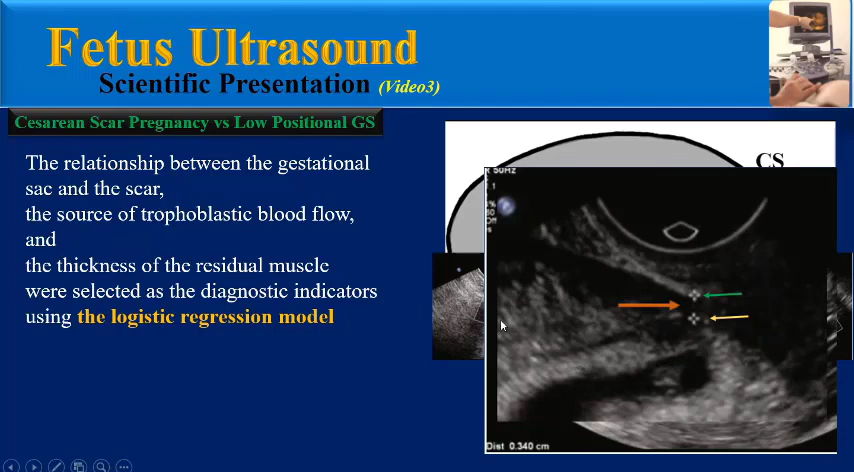 Fetus Ultrasound
Scientific Presentation (Video3)
Cesarean Scar Pregnancy vs Low Positional GS
The relationship between the gestational
sac and the scar,
the source of trophoblastic blood flow,
and
the thickness of the residual muscle
were selected as the diagnostic indicators
using the logistic regression model
CS
R 50Hz
Dist 0.340 cm